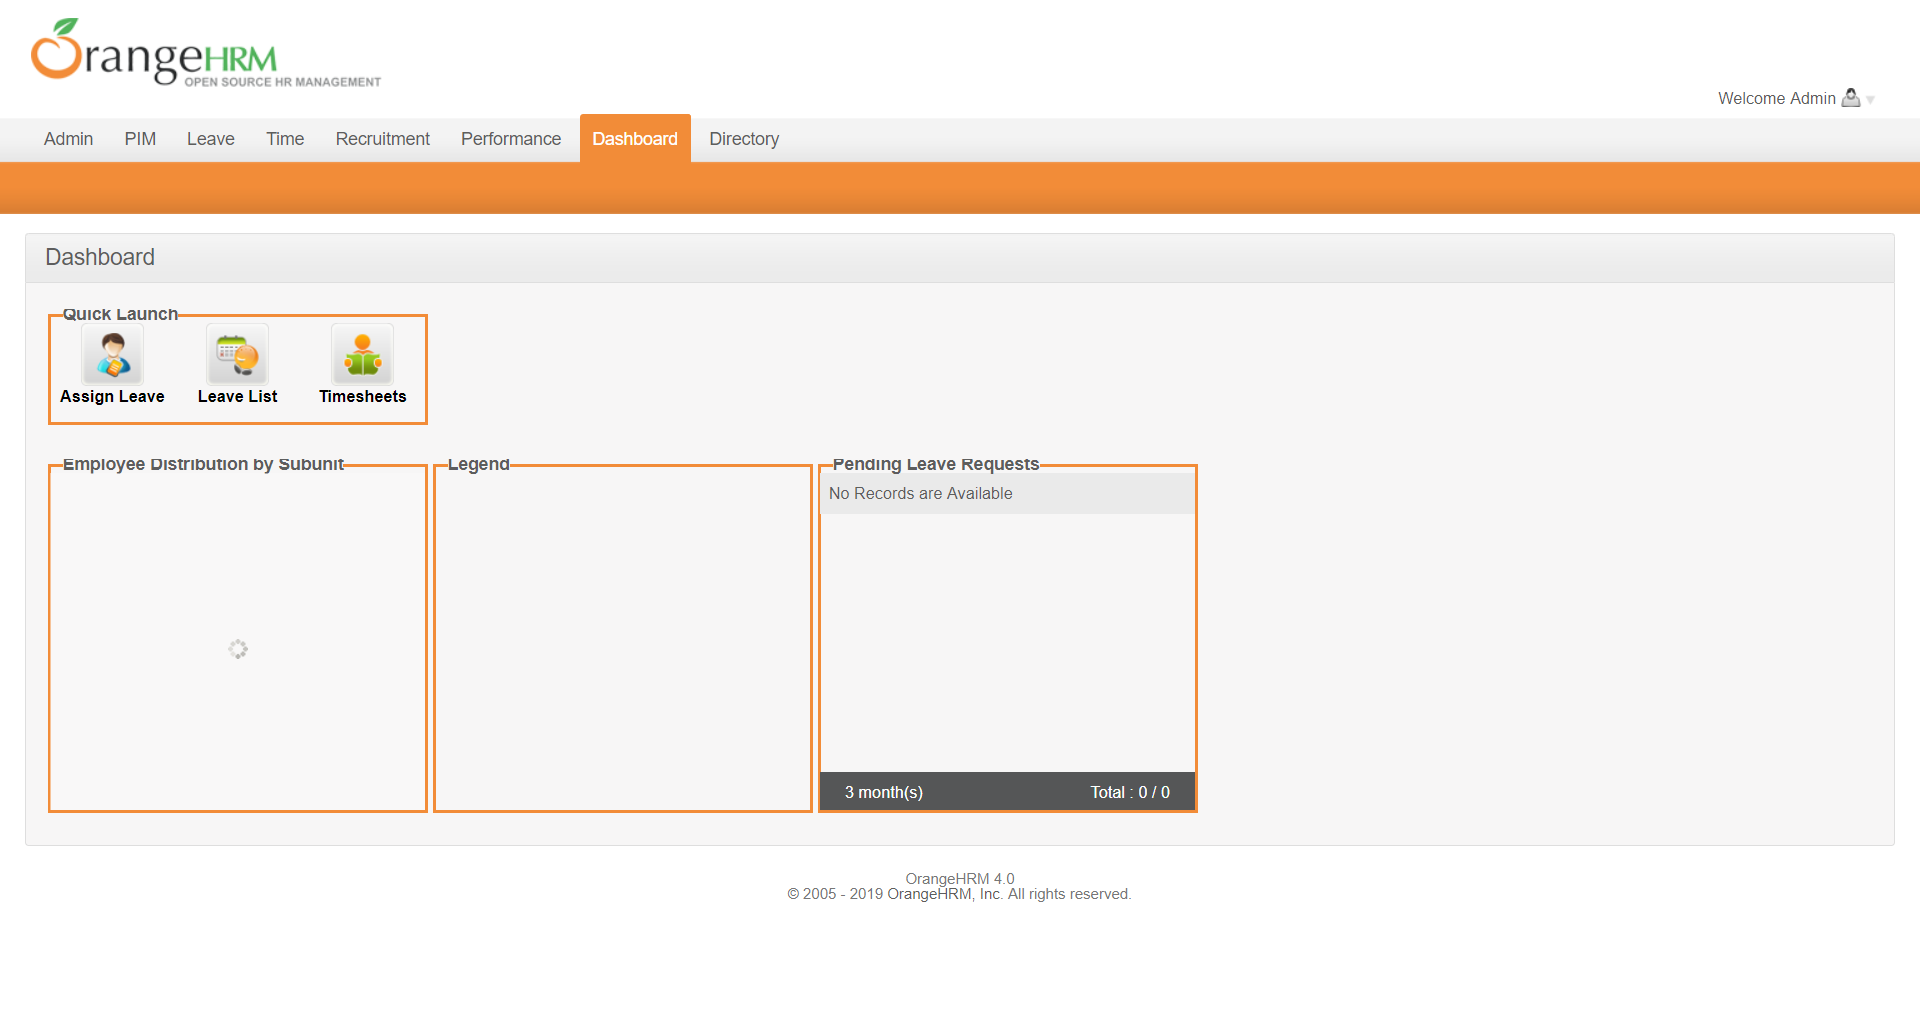 OrangeHRM
OPEN SOURCE HR MANAGEMENT
Welcome Admin
Admin PIM Leave Time Recruitment Performance Dashboard Directory
Dashboard
Quick Launch
Assign Leave Leave List Timesheets
Employee Distribution by Subunit Legend Pending Leave Requests
No Records are Available
3 month(s) Total : 0 / 0
OrangeHRM 4.0
© 2005 - 2019 OrangeHRM, Inc. All rights reserved.